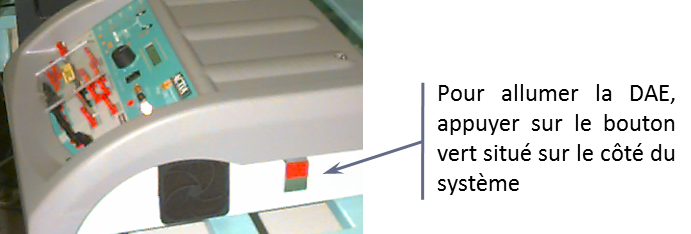 Pour allumer la DAE,
appuyer sur le bouton
vert situé sur le côté du
système